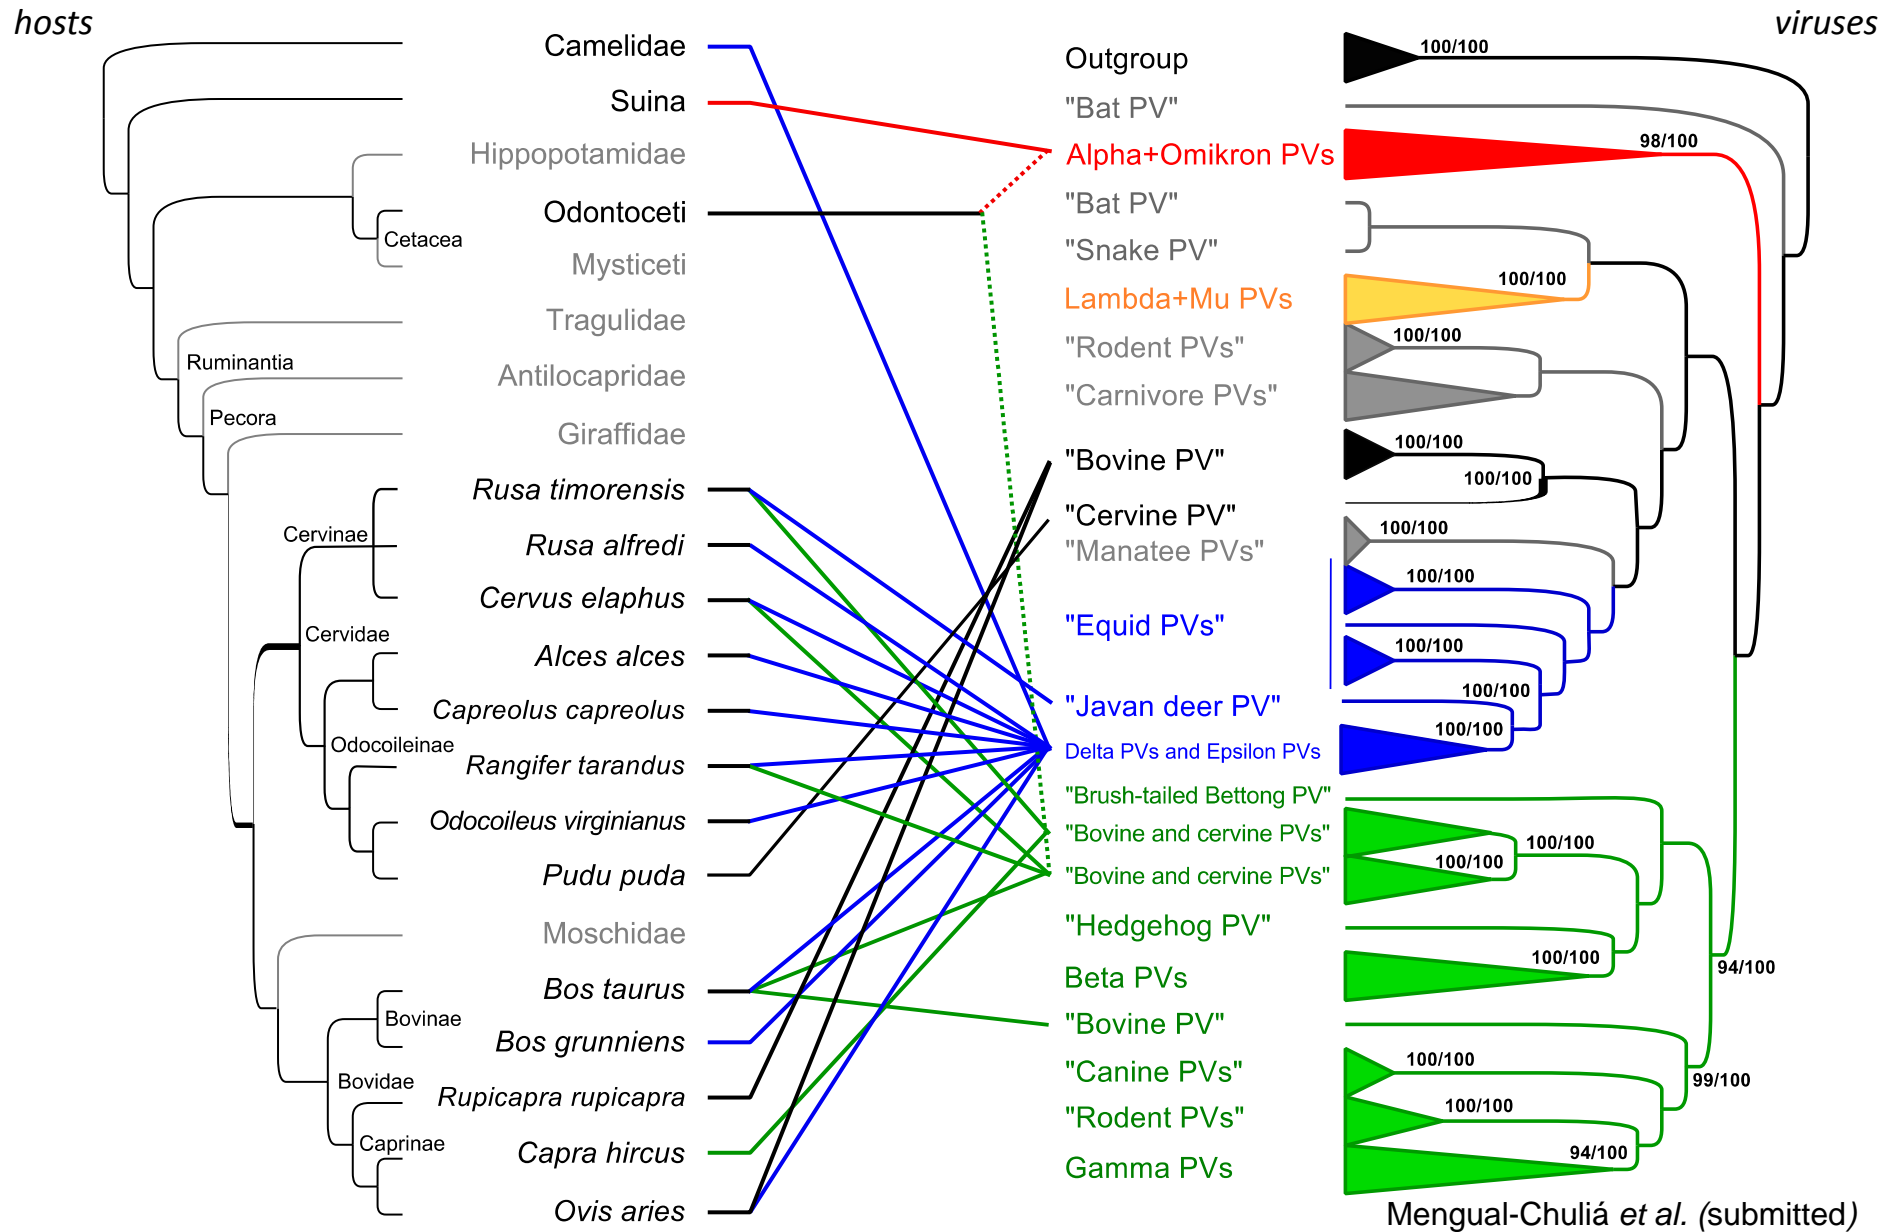 hosts
viruses
Camelidae
Suina
Hippopotamidae
Odontoceti
Cetacea
Mysticeti
Tragulidae
Ruminantia
Antilocapridae
Pecora
Giraffidae
Rusa timorensis
Cervinae
Rusa alfredi
Cervus elaphus
Cervidae
Alces alces
Capreolus capreolus
Odocoileinae
Rangifer tarandus
Odocoileus virginianus
Pudu puda
Moschidae
Bos taurus
Bovinae
Bos grunniens
Bovidae
Rupicapra rupicapra
Caprinae
Capra hircus
Ovis aries
Outgroup
"Bat PV"
Alpha+Omikron PVs
"Bat PV"
"Snake PV"
Lambda+Mu PVs
"Rodent PVs"
"Carnivore PVs"
"Bovine PV"
"Cervine PV"
"Manatee PVs"
"Equid PVs"
"Javan deer PV"
Delta PVs and Epsilon PVs
"Brush-tailed Bettong PV"
"Bovine and cervine PVs"
"Bovine and cervine PVs"
"Hedgehog PV"
Beta PVs
"Bovine PV"
"Canine PVs"
"Rodent PVs"
Gamma PVs
100/100
98/100
100/100
100/100
100/100
100/100
100/100
100/100
100/100
100/100
100/100
100/100
100/100
100/100
94/100
100/100
99/100
100/100
94/100
Mengual-Chuliá et al. (submitted)